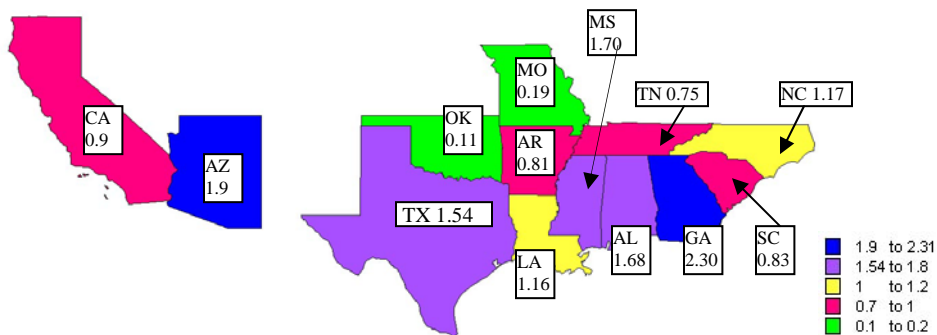 MS
1.70
MO
0.19
TN 0.75
NC 1.17
CA
0.9
OK
0.11
AR
0.81
AZ
1.9
TX 1.54
LA
1.16
AL
1.68
GA
2.30
SC
0.83
1.9 to 2.31
1.54 to 1.8
1 to 1.2
0.7 to 1
0.1 to 0.2